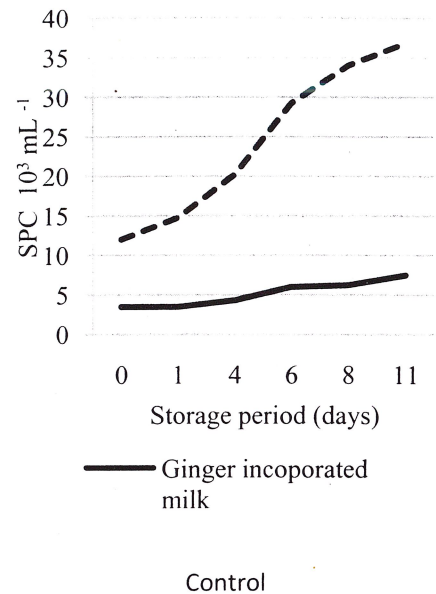 40
35
30
25
20
15
10
5
0
SPC 10³ mL⁻¹
0 1 4 6 8 11
Storage period (days)
Ginger incoporated
milk
Control